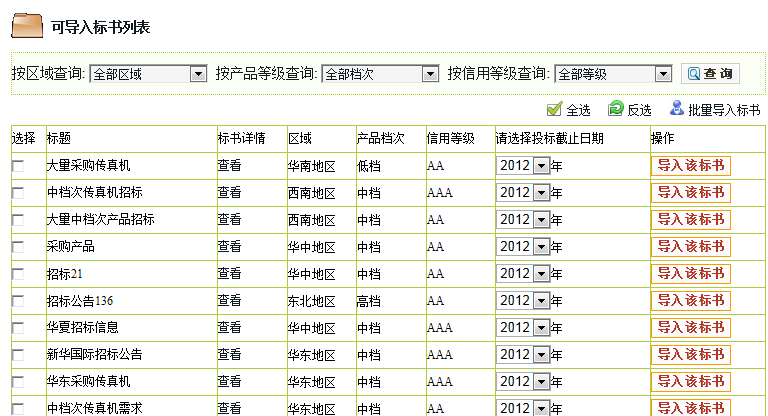 可导入标书列表
按区域查询: 全部区域 按产品等级查询: 全部档次 按信用等级查询: 全部等级 查 询
全选 反选 批量导入标书
选择 标题 标书详情 区域 产品档次 信用等级 请选择投标截止日期 操作
大量采购传真机 查看 华南地区 低档 AA 2012 年 导入该标书
中档次传真机招标 查看 西南地区 中档 AAA 2012 年 导入该标书
大量中档次产品招标 查看 西南地区 中档 AA 2012 年 导入该标书
采购产品 查看 华中地区 中档 AA 2012 年 导入该标书
招标21 查看 华中地区 中档 AA 2012 年 导入该标书
招标公告136 查看 东北地区 高档 AA 2012 年 导入该标书
华夏招标信息 查看 华中地区 中档 AAA 2012 年 导入该标书
新华国际招标公告 查看 华东地区 中档 AAA 2012 年 导入该标书
华东采购传真机 查看 华东地区 中档 AAA 2012 年 导入该标书
中档次传真机需求 查看 华东地区 中档 AA 2012 年 导入该标书